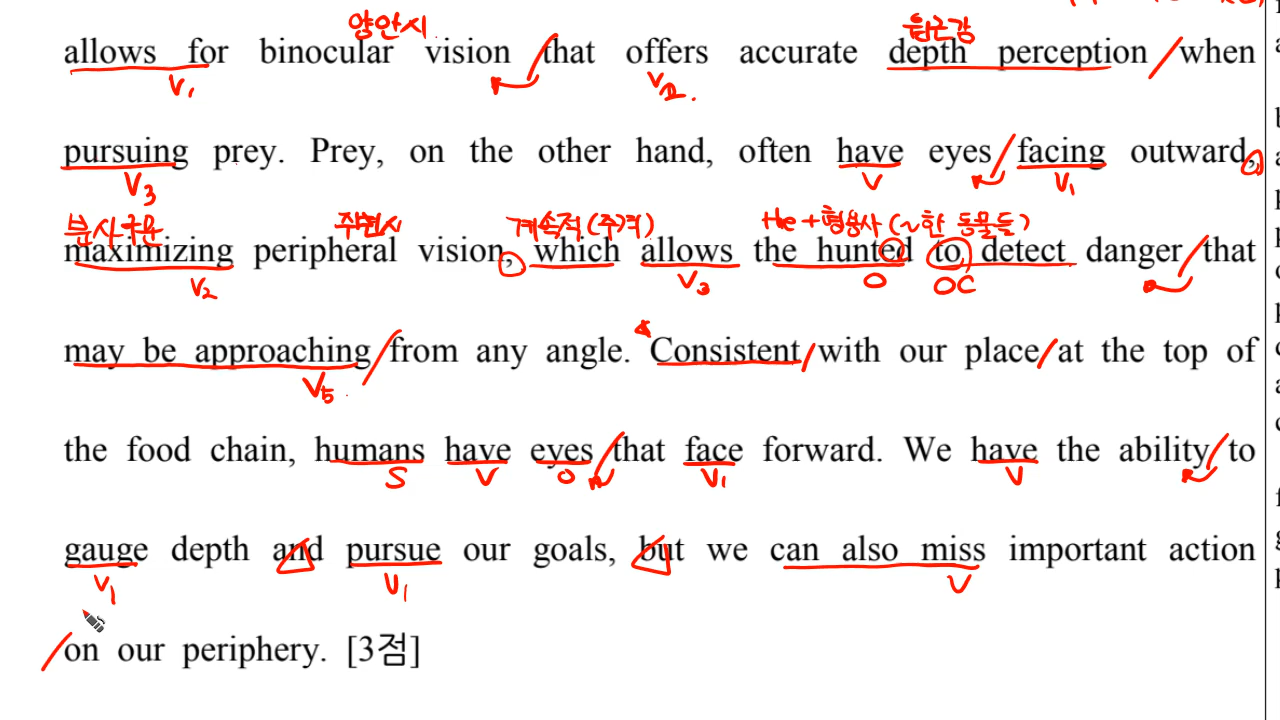 양안시 원근감
allows for binocular vision that offers accurate depth perception when
V₁ V₂.
pursuing prey. Prey, on the other hand, often have eyes facing outward,
V₃ V V₁
분사구문 주변시 계속적(주격) the+형용사(~한 동물들)
maximizing peripheral vision, which allows the hunted to detect danger that
V₂ V₃ O OC
may be approaching from any angle. Consistent with our place at the top of
V₅
the food chain, humans have eyes that face forward. We have the ability to
S V O V₁ V
gauge depth and pursue our goals, but we can also miss important action
V₁ V₁ V
on our periphery. [3점]